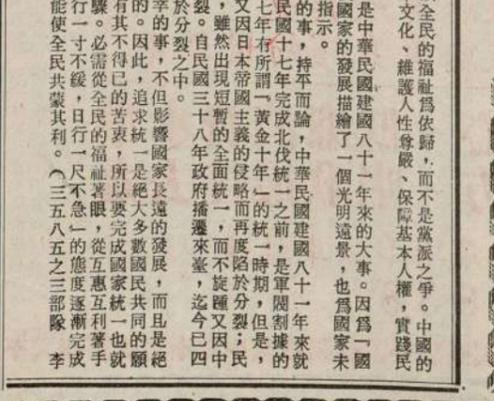 全民的福祉爲依歸，而不是黨派之爭。中國的
文化、維護人性尊嚴、保障基本人權，實踐民
是中華民國建國八十一年來的大事。因爲「國
國家的發展描繪了一個光明遠景，也爲國家未
指示。
的事，持平而論，中華民國建國八十一年來就
民國十七年完成北伐統一之前，是軍閥割據的
七年有所謂「黃金十年」的統一時期，但是，
又因日本帝國主義的侵略而再度陷於分裂；民
，雖然出現短暫的全面統一，而不旋踵又因中
裂。自民國三十八年政府播遷來臺，迄今已四
於分裂之中。
幸的事，不但影響國家長遠的發展，而且是絕
的。因此，追求統一是絕大多數國民共同的願
有其不得已的苦衷，所以要完成國家統一也就
驟。必需從全民的福祉著眼，從互惠互利著手
行一寸不緩，日行一尺不急」的態度逐漸完成
能使全民共蒙其利。（三五八五之三部隊　李